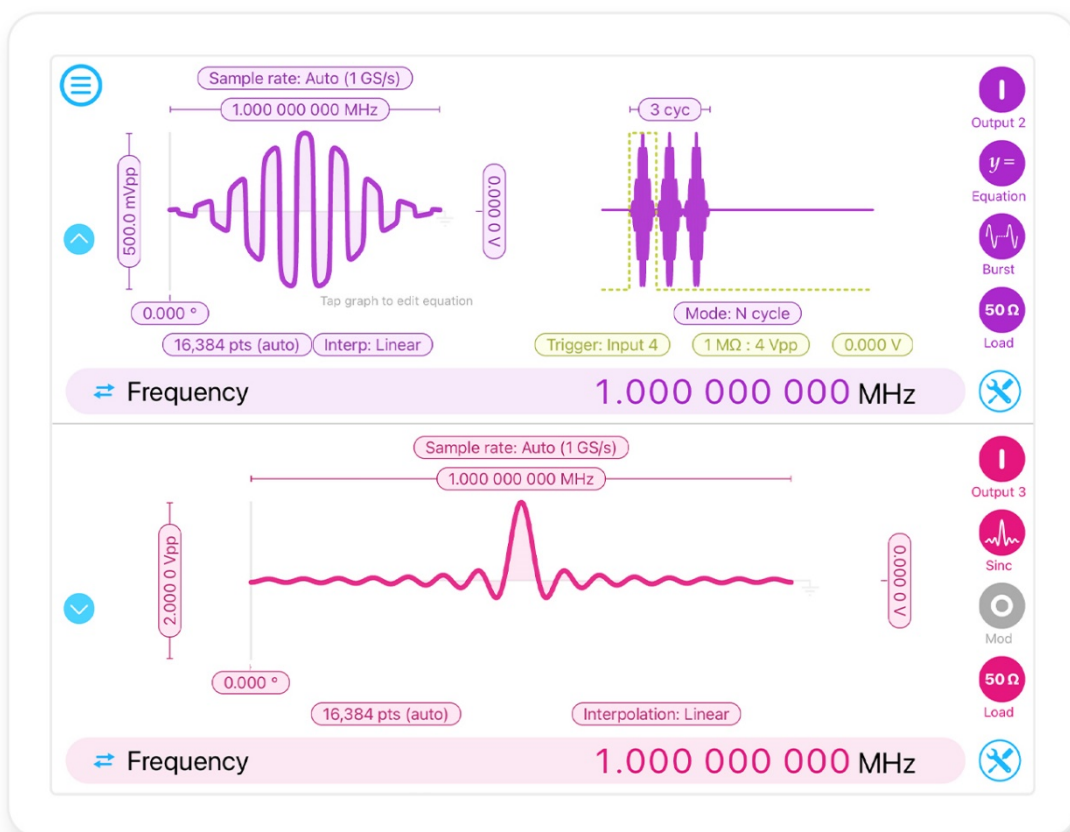 Sample rate: Auto (1 GS/s)
1.000 000 000 MHz
3 cyc
Output 2
500.0 mVpp
0.000 0 V
y=
Equation
Burst
Tap graph to edit equation
0.000 °
Mode: N cycle
50 Ω
Load
16,384 pts (auto)
Interp: Linear
Trigger: Input 4
1 MΩ : 4 Vpp
0.000 V
Frequency
1.000 000 000 MHz
Sample rate: Auto (1 GS/s)
1.000 000 000 MHz
Output 3
2.000 0 Vpp
0.000 0 V
Sinc
Mod
0.000 °
50 Ω
Load
16,384 pts (auto)
Interpolation: Linear
Frequency
1.000 000 000 MHz